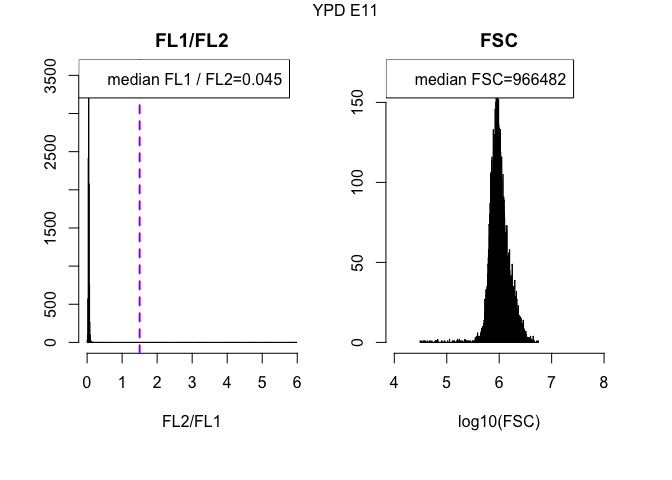 YPD E11
FL1/FL2
FSC
median FL1 / FL2=0.045
median FSC=966482
3500
2500
1500
500
0
150
100
50
0
0 1 2 3 4 5 6
4 5 6 7 8
FL2/FL1
log10(FSC)